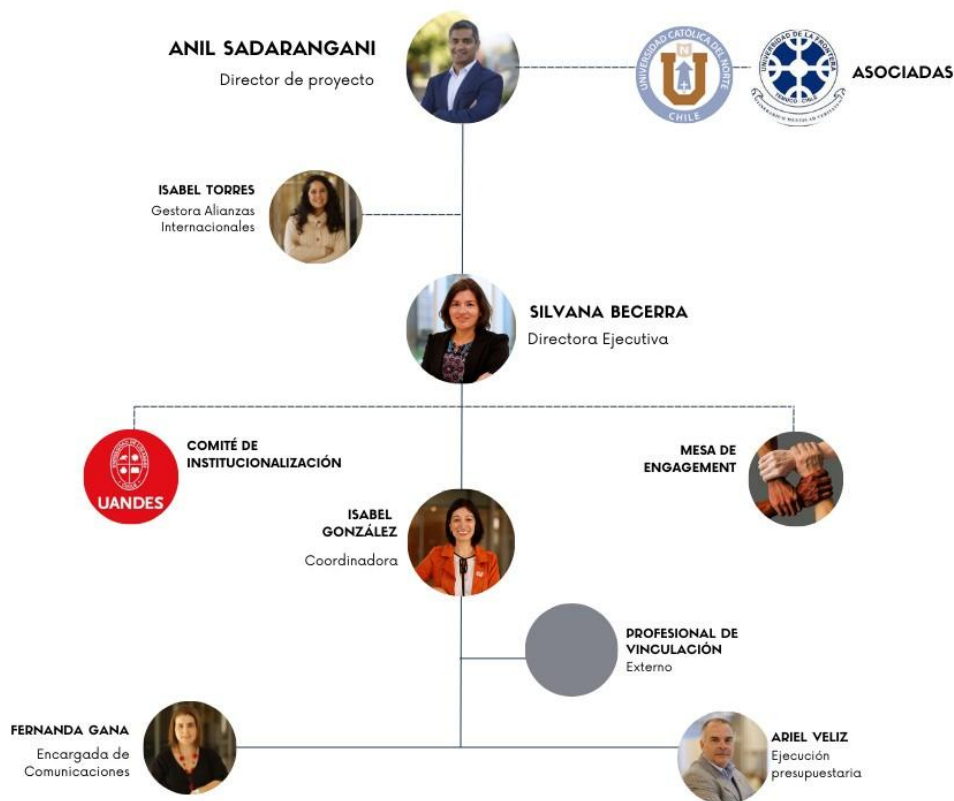 ANIL SADARANGANI
Director de proyecto
UNIVERSIDAD CATÓLICA DEL NORTE
N
U
CHILE
UNIVERSIDAD DE LA FRONTERA
TEMUCO - CHILE
ASOCIADAS
ISABEL TORRES
Gestora Alianzas
Internacionales
SILVANA BECERRA
Directora Ejecutiva
UANDES
COMITÉ DE
INSTITUCIONALIZACIÓN
MESA DE
ENGAGEMENT
ISABEL
GONZÁLEZ
Coordinadora
PROFESIONAL DE
VINCULACIÓN
Externo
FERNANDA GANA
Encargada de
Comunicaciones
ARIEL VELIZ
Ejecución
presupuestaria